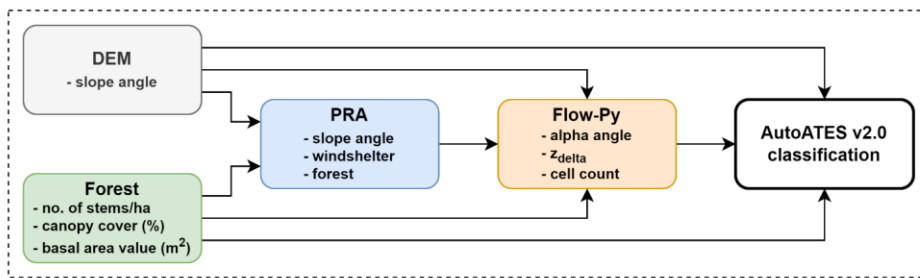 DEM
- slope angle
PRA
- slope angle
- windshelter
- forest
Flow-Py
- alpha angle
- z_delta
- cell count
AutoATES v2.0
classification
Forest
- no. of stems/ha
- canopy cover (%)
- basal area value (m²)